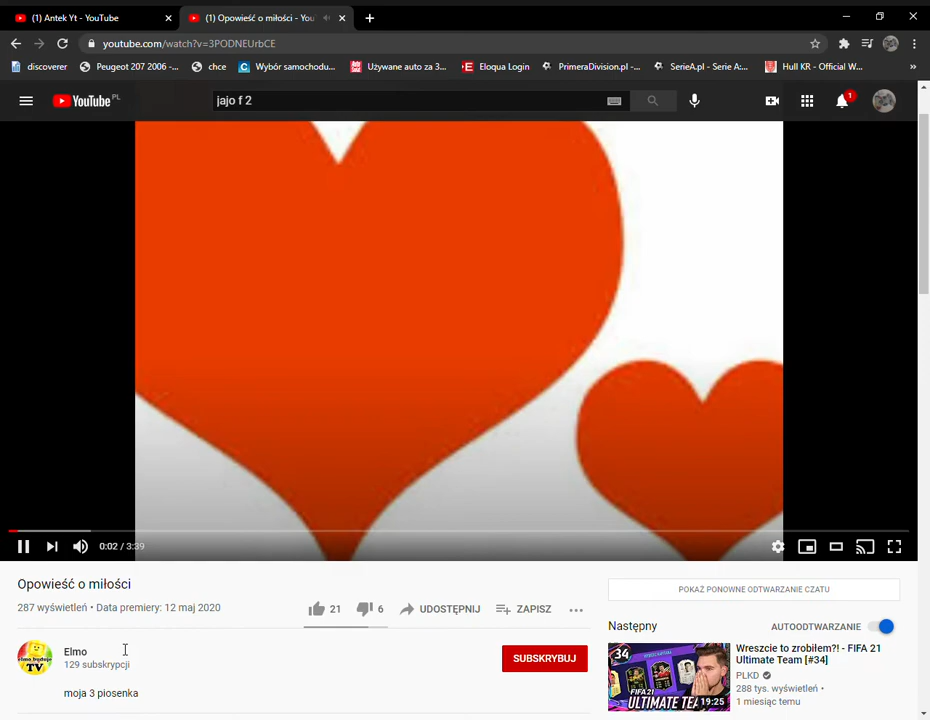 (1) Antek Yt - YouTube
(1) Opowieść o miłości - You
youtube.com/watch?v=3PODNEUrbCE
discoverer
Peugeot 207 2006 -...
chce
Wybór samochodu...
Używane auto za 3...
Eloqua Login
PrimeraDivision.pl -...
SerieA.pl - Serie A:...
Hull KR - Official W...
»
YouTube PL
jajo f 2
1
0:02 / 3:39
Opowieść o miłości
287 wyświetleń • Data premiery: 12 maj 2020
21
6
UDOSTĘPNIJ
ZAPISZ
Elmo
129 subskrypcji
SUBSKRYBUJ
moja 3 piosenka
POKAŻ PONOWNE ODTWARZANIE CZATU
Następny
AUTOODTWARZANIE
34
ULTIMATE TEA
19:25
Wreszcie to zrobiłem?! - FIFA 21
Ultimate Team [#34]
PLKD
288 tys. wyświetleń •
1 miesiąc temu